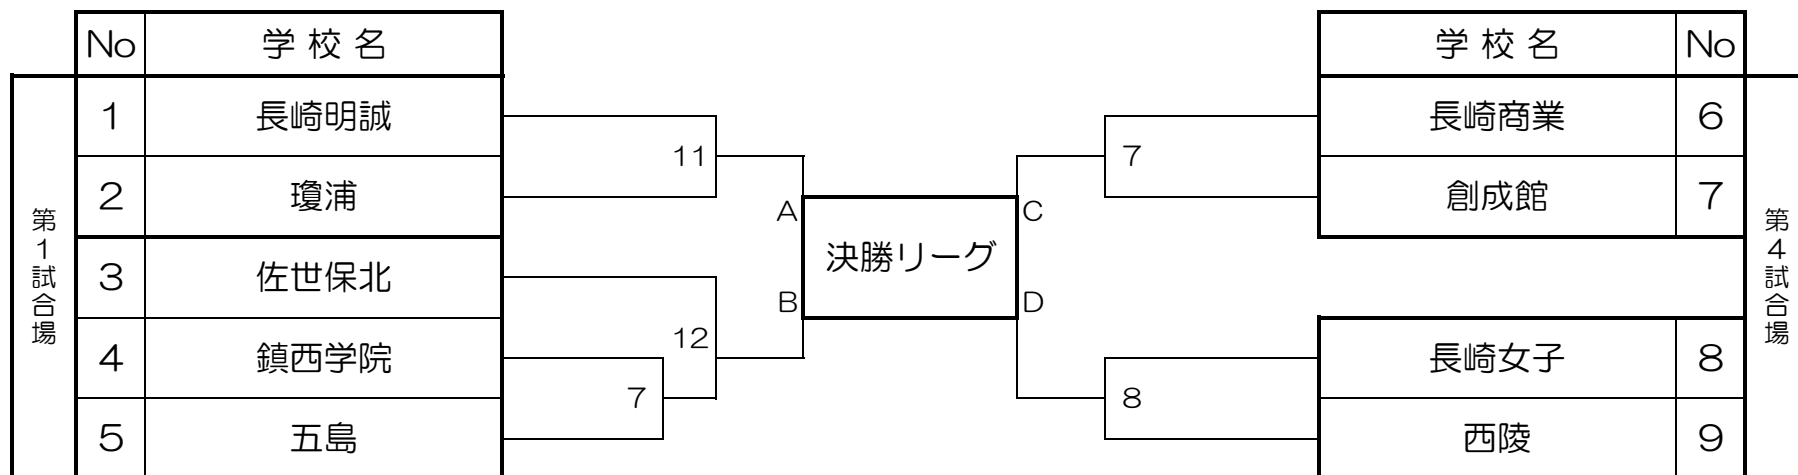 No 学校名
1 長崎明誠
2 瓊浦
3 佐世保北
4 鎮西学院
5 五島
第1試合場
11
12
7
A
B
決勝リーグ
C
D
7
8
学校名 No
長崎商業 6
創成館 7
長崎女子 8
西陵 9
第4試合場